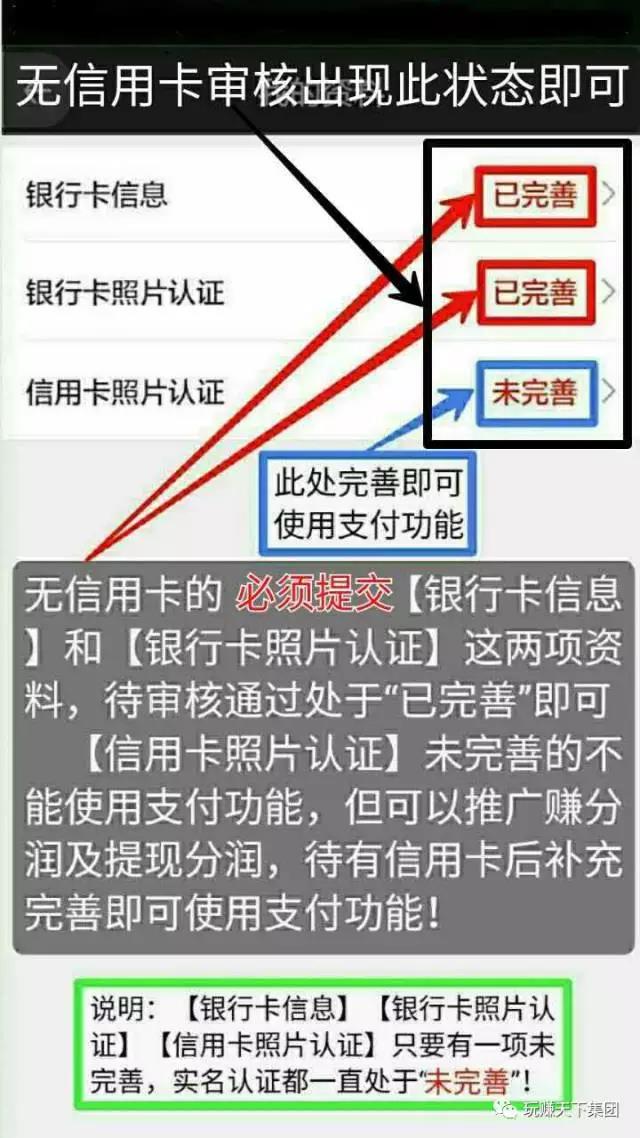 无信用卡审核出现此状态即可
银行卡信息
已完善
银行卡照片认证
已完善
信用卡照片认证
未完善
此处完善即可
使用支付功能
无信用卡的 必须提交【银行卡信息
】和【银行卡照片认证】这两项资
料，待审核通过处于“已完善”即可
【信用卡照片认证】未完善的不
能使用支付功能，但可以推广赚分
润及提现分润，待有信用卡后补充
完善即可使用支付功能！
说明：【银行卡信息】【银行卡照片认
证】【信用卡照片认证】只要有一项未
完善，实名认证都一直处于“未完善”！
玩赚天下集团